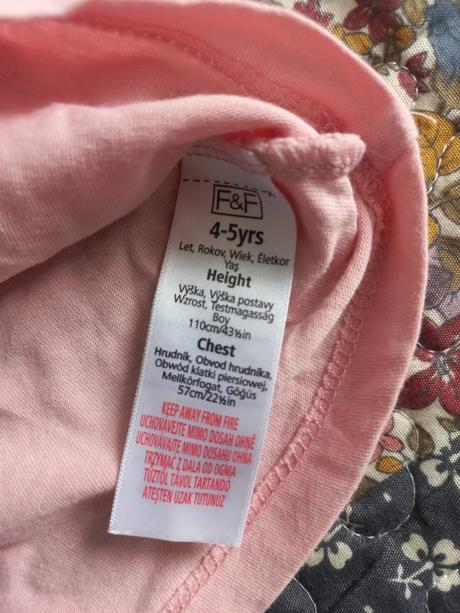 F&F
4-5yrs
Let, Rokov, Wiek, Életkor
Yaş
Height
Výška, Výška postavy
Wzrost, Testmagasság
Boy
110cm/43½in
Chest
Hrudník, Obvod hrudníka,
Obwód klatki piersiowej,
Mellkörfogat, Göğüs
57cm/22½in
KEEP AWAY FROM FIRE
UCHOVÁVEJTE MIMO DOSAH OHNĚ
UCHOVÁVAJTE MIMO DOSAHU OHŇA
TRZYMAĆ Z DALA OD OGNIA
TŰZTŐL TÁVOL TARTANDÓ
ATEŞTEN UZAK TUTUNUZ